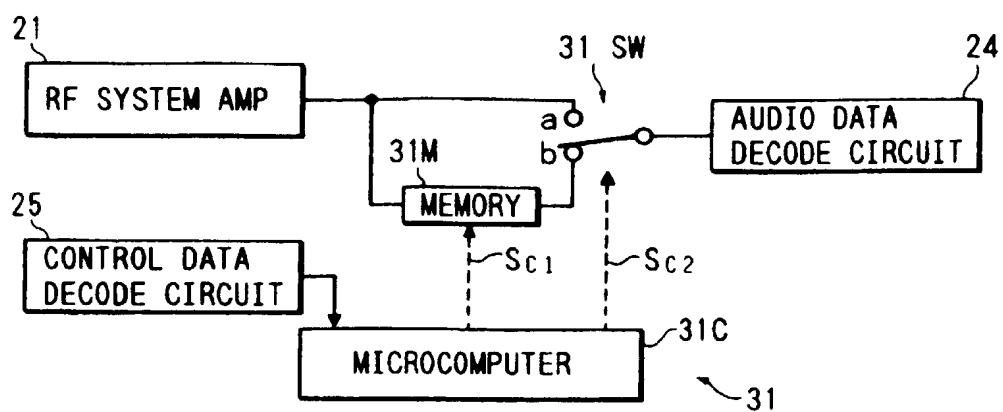 21
RF SYSTEM AMP
31 SW
24
a
b
AUDIO DATA
DECODE CIRCUIT
31M
MEMORY
25
CONTROL DATA
DECODE CIRCUIT
SC1
SC2
MICROCOMPUTER
31C
31